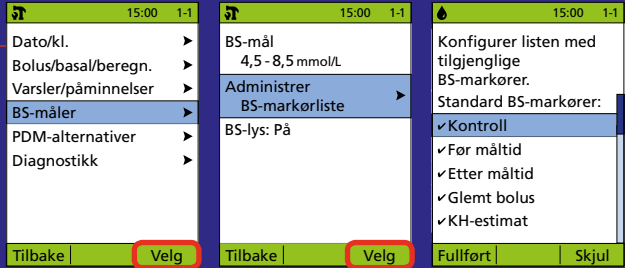 15:00 1-1
Dato/kl.
Bolus/basal/beregn.
Varsler/påminnelser
BS-måler
PDM-alternativer
Diagnostikk
Tilbake Velg
15:00 1-1
BS-mål
4,5 - 8,5 mmol/L
Administrer
BS-markørliste
BS-lys: På
Tilbake Velg
15:00 1-1
Konfigurer listen med
tilgjenglige
BS-markører.
Standard BS-markører:
✔Kontroll
✔Før måltid
✔Etter måltid
✔Glemt bolus
✔KH-estimat
Fullført Skjul